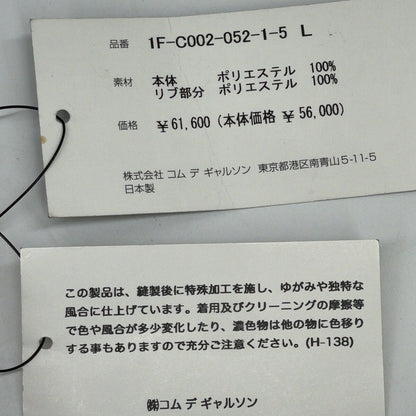 品番 1F-C002-052-1-5 L
素材 本体 ポリエステル 100%
リブ部分 ポリエステル 100%
価格 ￥61,600 (本体価格 ￥56,000)
株式会社 コム デ ギャルソン 東京都港区南青山5-11-5
日本製
この製品は、縫製後に特殊加工を施し、ゆがみや独特な
風合に仕上げています。着用及びクリーニングの摩擦等
で色や風合が多少変化したり、濃色物は他の物に色移り
する事もありますので充分ご注意ください。(H-138)
㈱コム デ ギャルソン